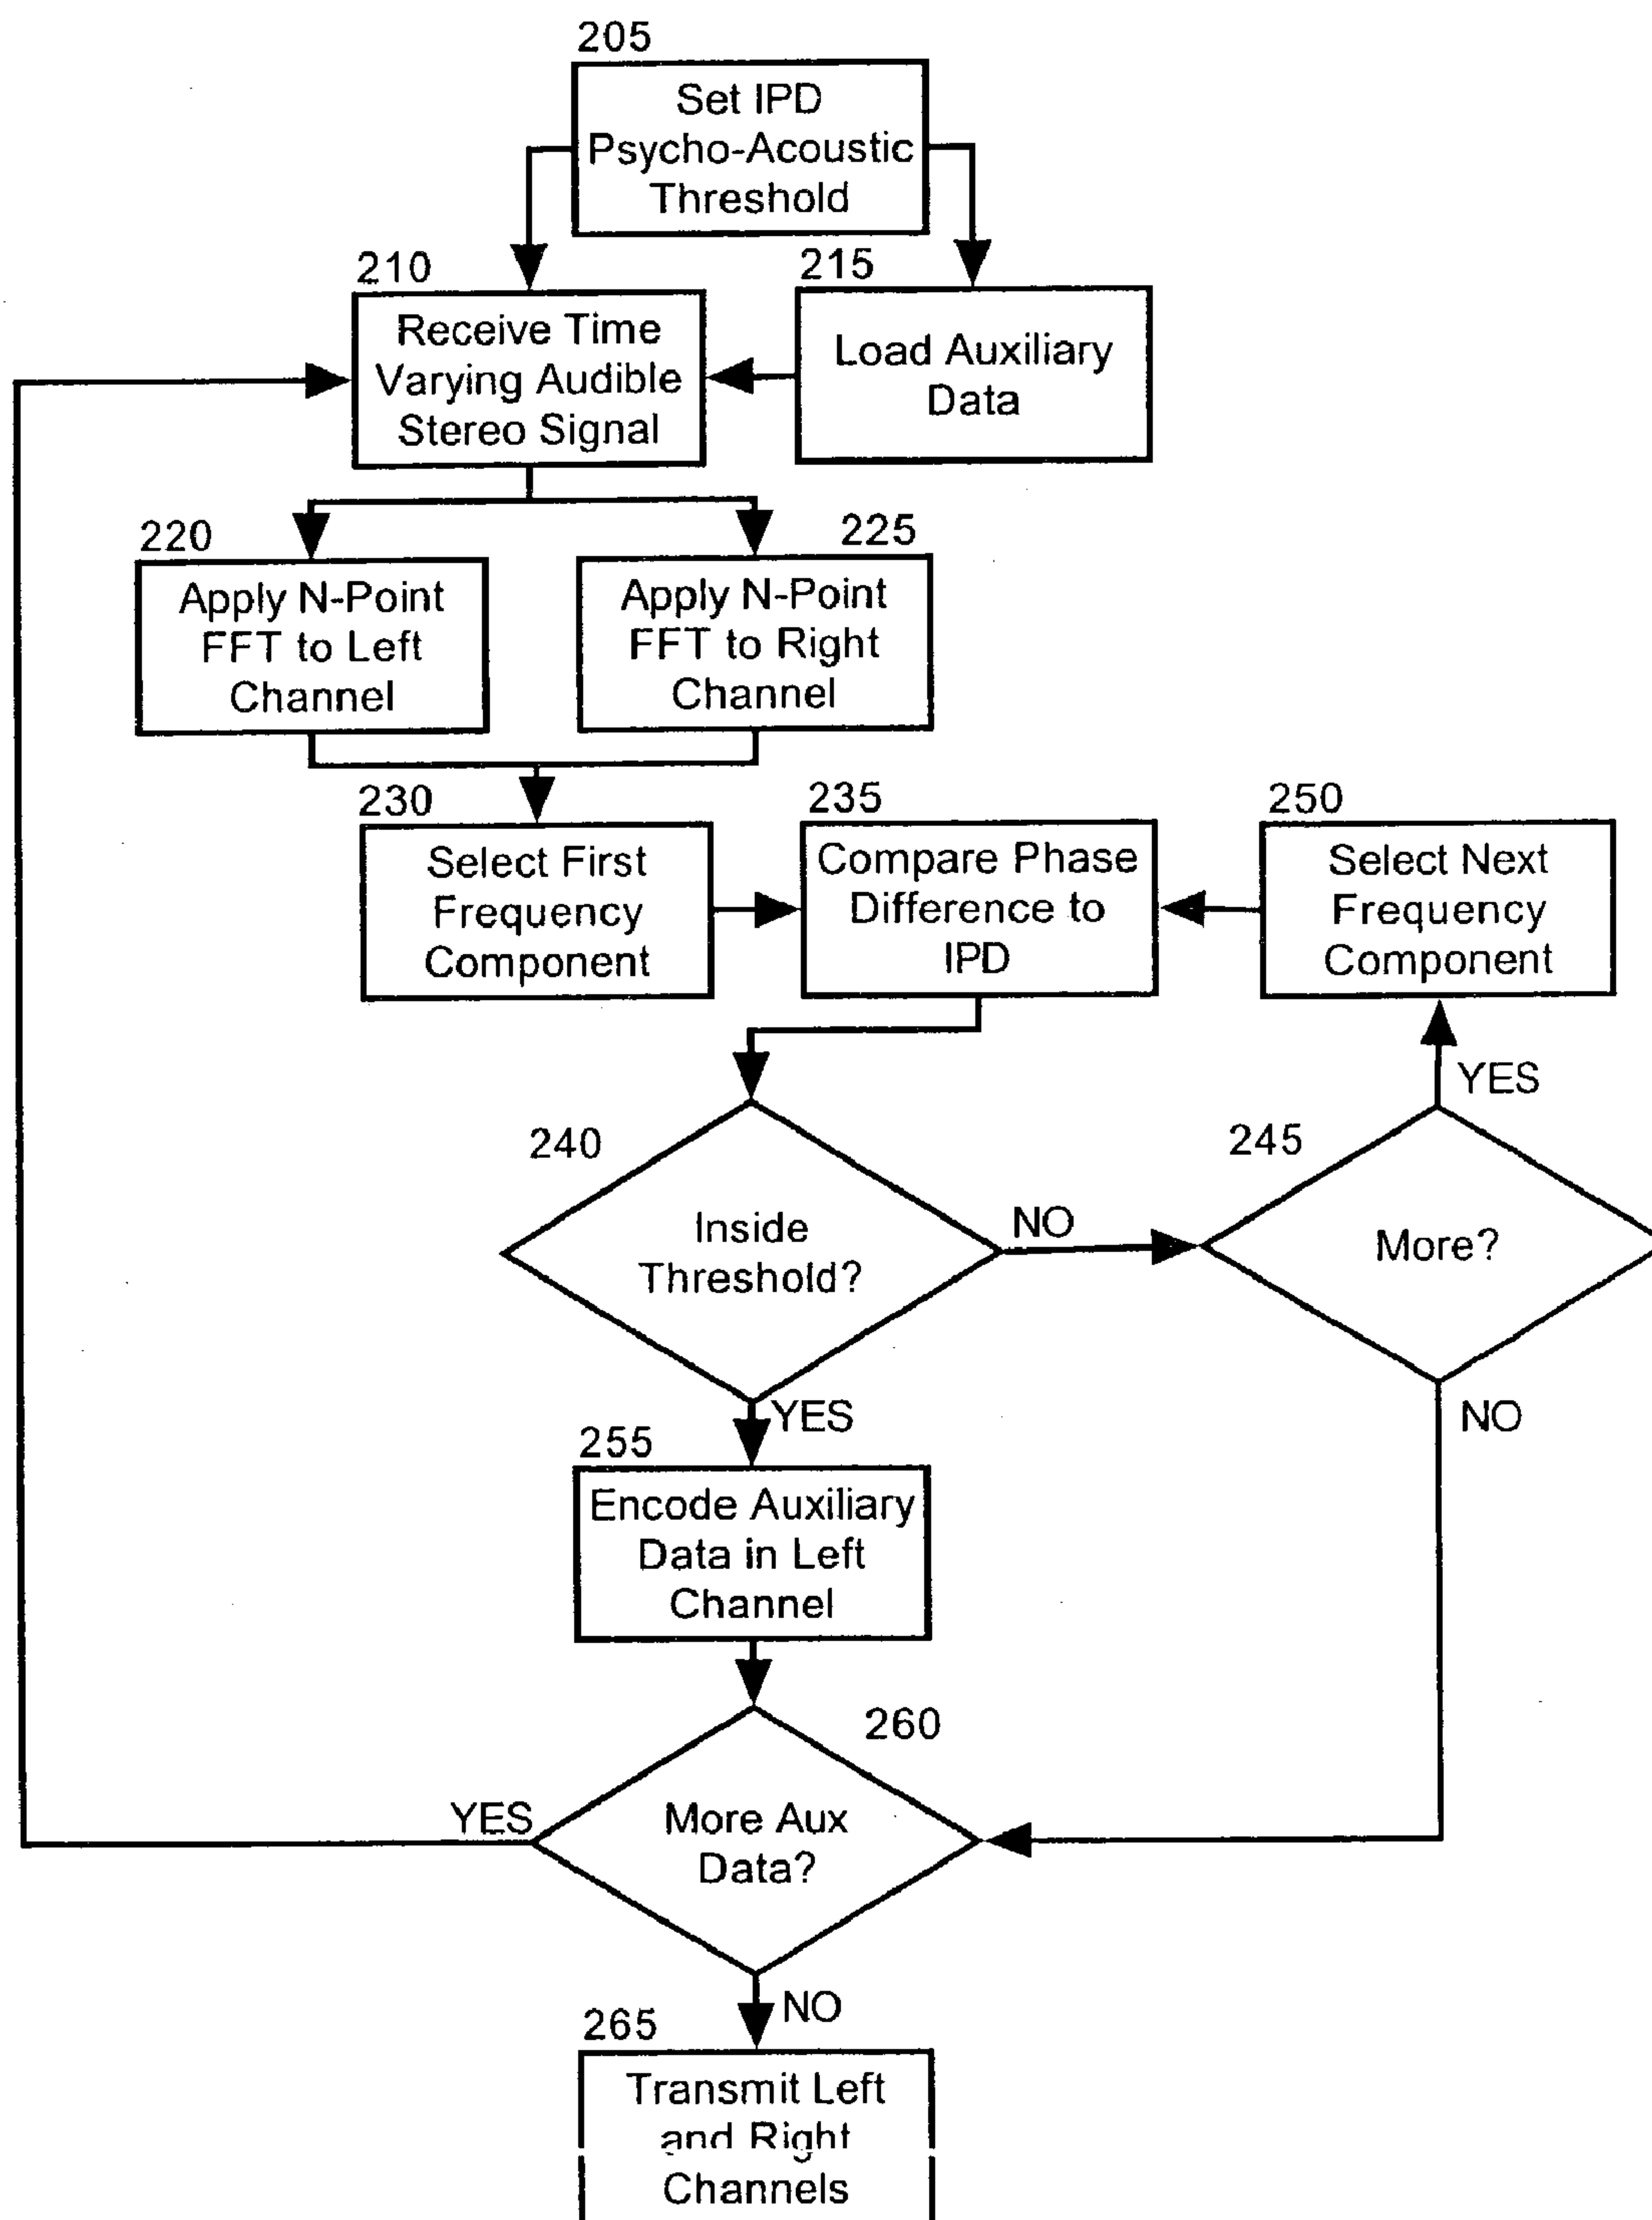 205
Set IPD
Psycho-Acoustic
Threshold
210
Receive Time
Varying Audible
Stereo Signal
215
Load Auxiliary
Data
220
Apply N-Point
FFT to Left
Channel
225
Apply N-Point
FFT to Right
Channel
230
Select First
Frequency
Component
235
Compare Phase
Difference to
IPD
250
Select Next
Frequency
Component
YES
240
Inside
Threshold?
NO
245
More?
YES
NO
255
Encode Auxiliary
Data in Left
Channel
260
More Aux
Data?
YES
NO
265
Transmit Left
and Right
Channels